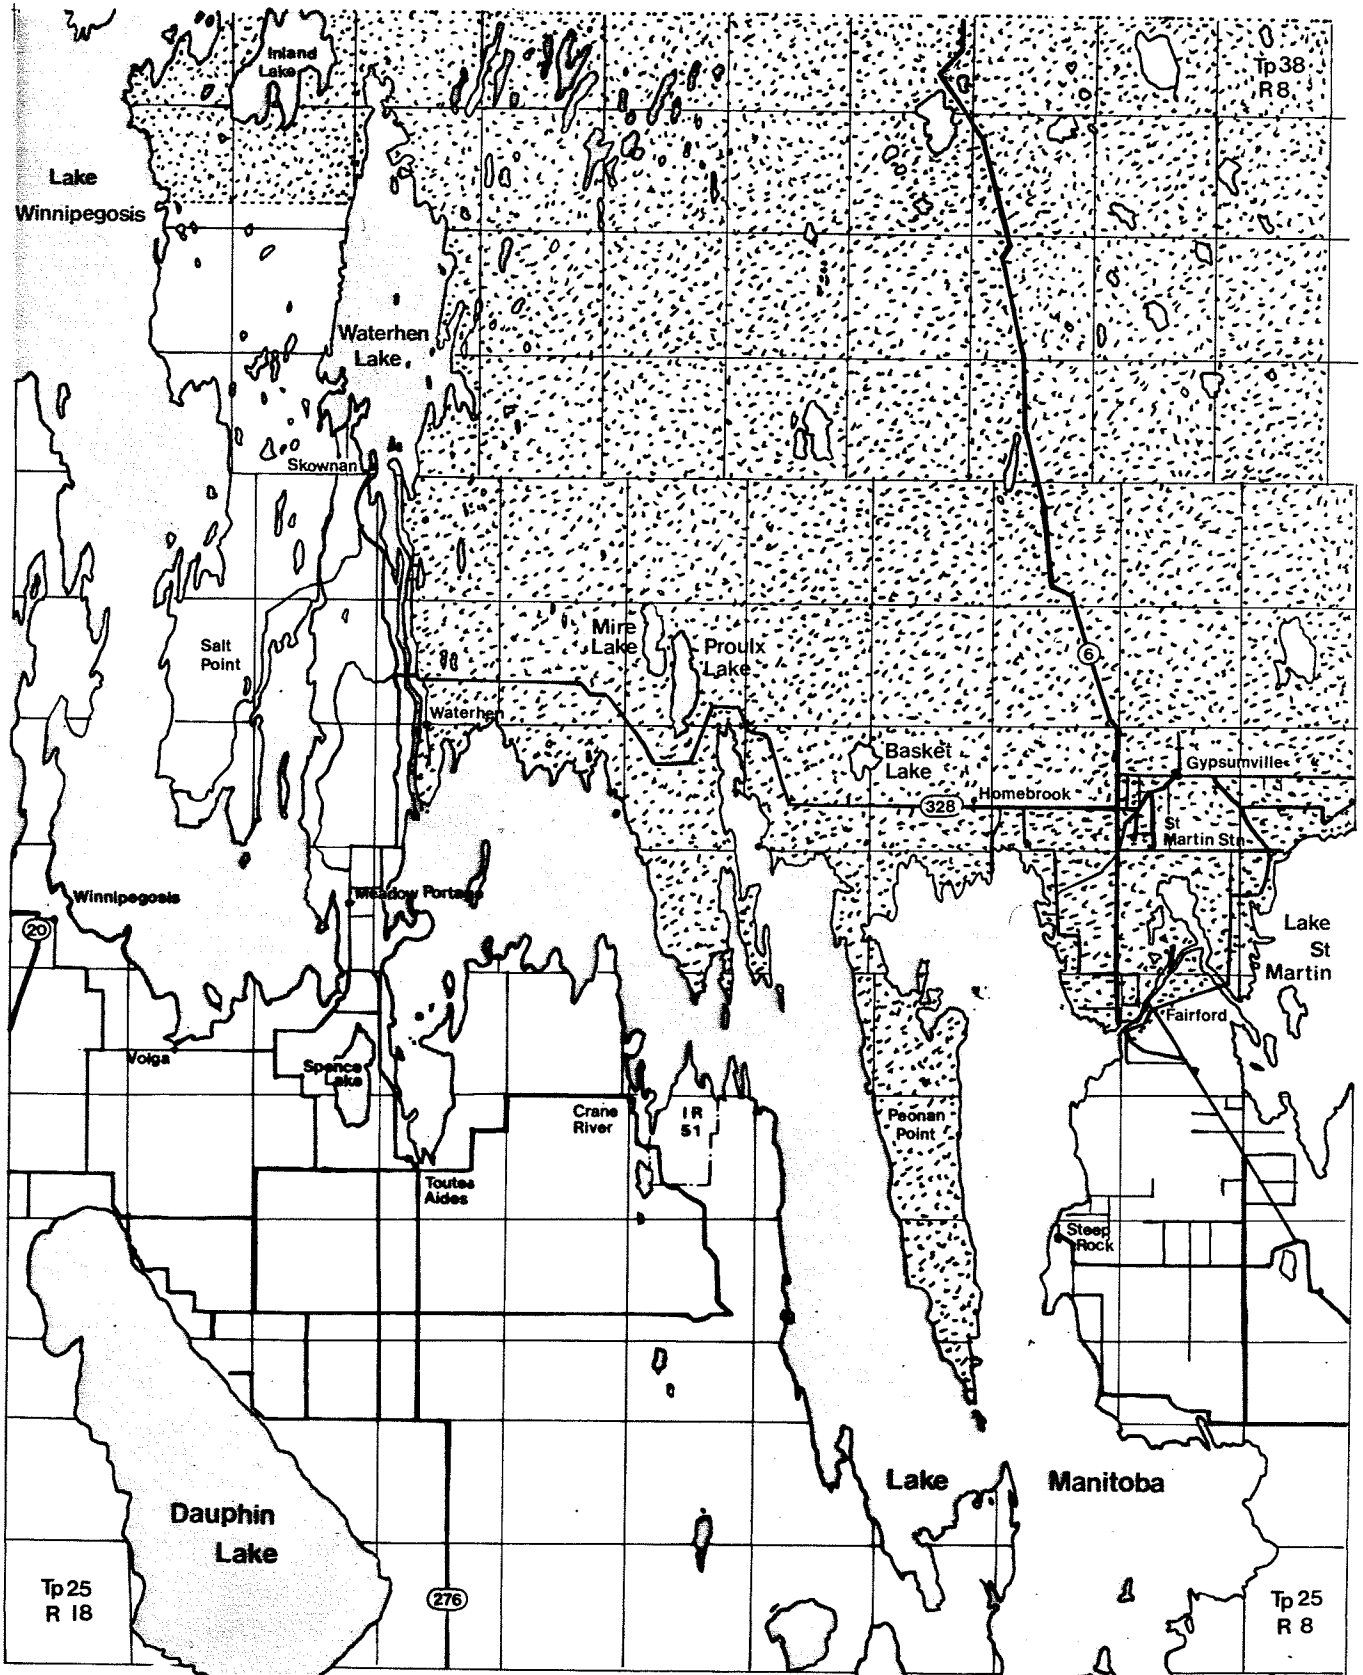 Inland
Lake
Tp 38
R 8
Lake
Winnipegosis
Waterhen
Lake
Skownan
Salt
Point
Mire
Lake
Proulx
Lake
6
Waterhen
Basket
Lake
Gypsumville
328
Homebrook
St
Martin Stn
Winnipegosis
Meadow Portage
20
Lake
St
Martin
Fairford
Volga
Spence
Lake
Crane
River
I R
51
Peonan
Point
Toutes
Aides
Steep
Rock
Lake Manitoba
Dauphin
Lake
Tp 25
R 18
276
Tp 25
R 8